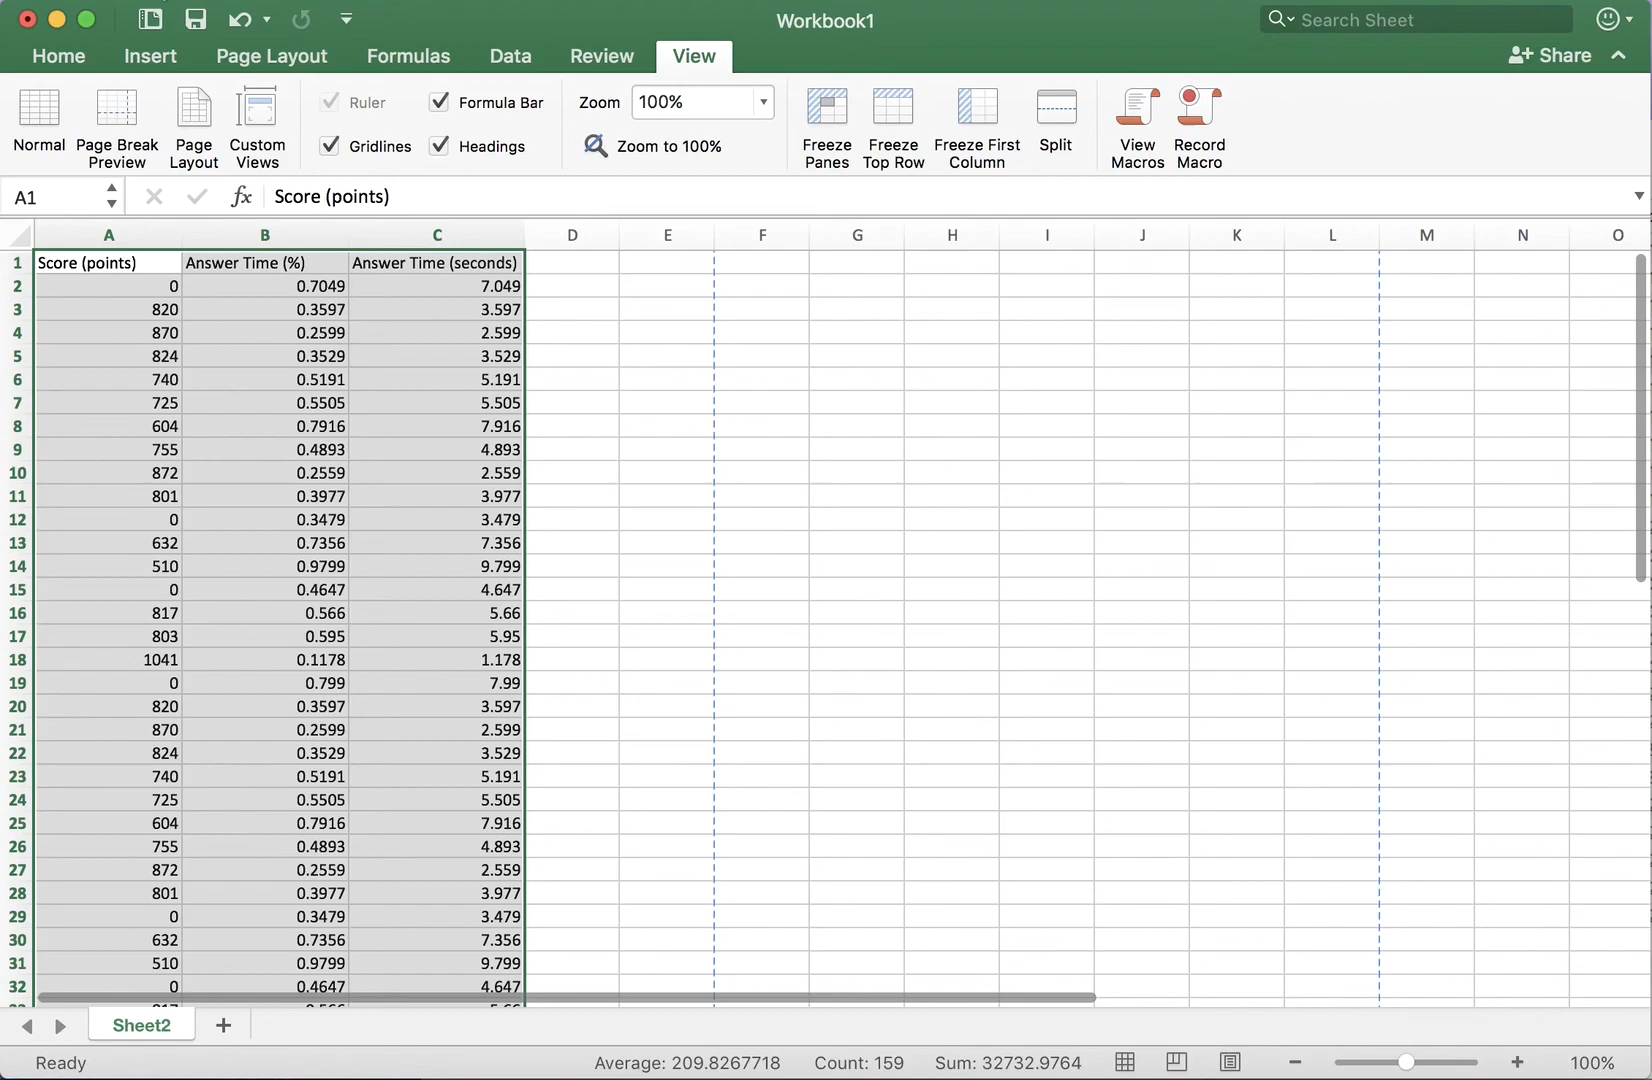 Workbook1
Search Sheet
Home Insert Page Layout Formulas Data Review View Share
Ruler Formula Bar Zoom 100%
Gridlines Headings Zoom to 100%
Normal Page Break Preview Page Layout Custom Views Freeze Panes Freeze Top Row Freeze First Column Split View Macros Record Macro
A1 fx Score (points)
A B C D E F G H I J K L M N O
1 Score (points) Answer Time (%) Answer Time (seconds)
2 0 0.7049 7.049
3 820 0.3597 3.597
4 870 0.2599 2.599
5 824 0.3529 3.529
6 740 0.5191 5.191
7 725 0.5505 5.505
8 604 0.7916 7.916
9 755 0.4893 4.893
10 872 0.2559 2.559
11 801 0.3977 3.977
12 0 0.3479 3.479
13 632 0.7356 7.356
14 510 0.9799 9.799
15 0 0.4647 4.647
16 817 0.566 5.66
17 803 0.595 5.95
18 1041 0.1178 1.178
19 0 0.799 7.99
20 820 0.3597 3.597
21 870 0.2599 2.599
22 824 0.3529 3.529
23 740 0.5191 5.191
24 725 0.5505 5.505
25 604 0.7916 7.916
26 755 0.4893 4.893
27 872 0.2559 2.559
28 801 0.3977 3.977
29 0 0.3479 3.479
30 632 0.7356 7.356
31 510 0.9799 9.799
32 0 0.4647 4.647
Sheet2 +
Ready Average: 209.8267718 Count: 159 Sum: 32732.9764 − + 100%